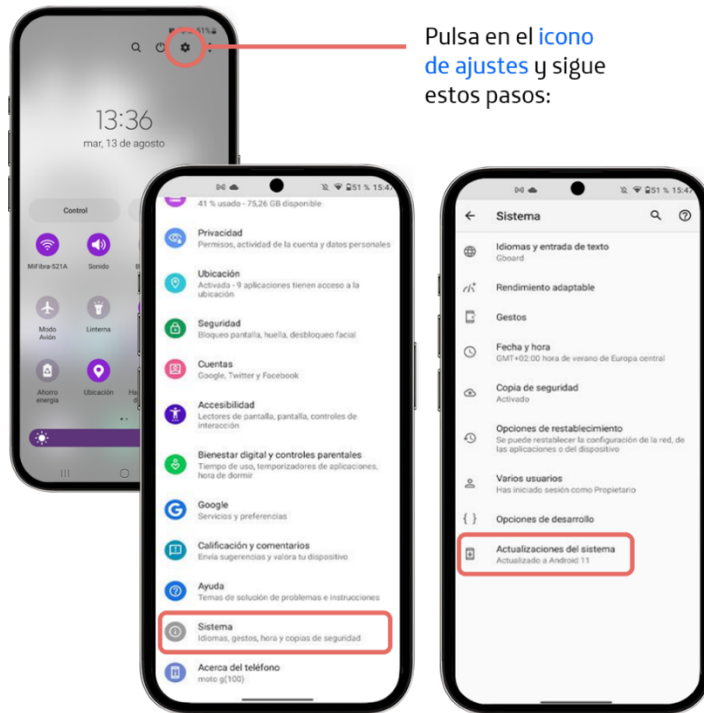 Pulsa en el icono
de ajustes y sigue
estos pasos:
51%
13:36
mar, 13 de agosto
Control
MiFibra-521A
Sonido
Modo
Avión
Linterna
Ahorro
energía
Ubicación
51 % 15:47
41 % usado - 75,26 GB disponible
Privacidad
Permisos, actividad de la cuenta y datos personales
Ubicación
Activada - 9 aplicaciones tienen acceso a la
ubicación
Seguridad
Bloqueo pantalla, huella, desbloqueo facial
Cuentas
Google, Twitter y Facebook
Accesibilidad
Lectores de pantalla, pantalla, controles de
interacción
Bienestar digital y controles parentales
Tiempo de uso, temporizadores de aplicaciones,
hora de dormir
Google
Servicios y preferencias
Calificación y comentarios
Envía sugerencias y valora tu dispositivo
Ayuda
Temas de solución de problemas e instrucciones
Sistema
Idiomas, gestos, hora y copias de seguridad
Acerca del teléfono
moto g(100)
51 % 15:47
Sistema
Idiomas y entrada de texto
Gboard
Rendimiento adaptable
Gestos
Fecha y hora
GMT+02:00 hora de verano de Europa central
Copia de seguridad
Activado
Opciones de restablecimiento
Se puede restablecer la configuración de la red, de
las aplicaciones o del dispositivo
Varios usuarios
Has iniciado sesión como Propietario
Opciones de desarrollo
Actualizaciones del sistema
Actualizado a Android 11